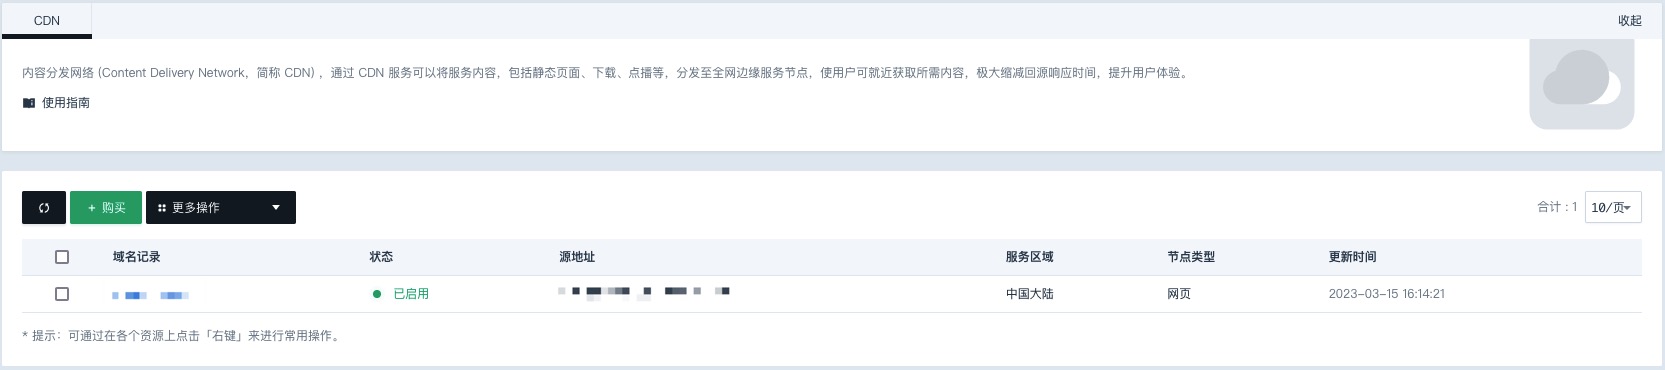 CDN 收起
内容分发网络 (Content Delivery Network, 简称 CDN) ，通过 CDN 服务可以将服务内容，包括静态页面、下载、点播等，分发至全网边缘服务节点，使用户可就近获取所需内容，极大缩减回源响应时间，提升用户体验。
使用指南
+ 购买 更多操作 合计 : 1 10/页
域名记录 状态 源地址 服务区域 节点类型 更新时间
已启用 中国大陆 网页 2023-03-15 16:14:21
* 提示：可通过在各个资源上点击「右键」来进行常用操作。